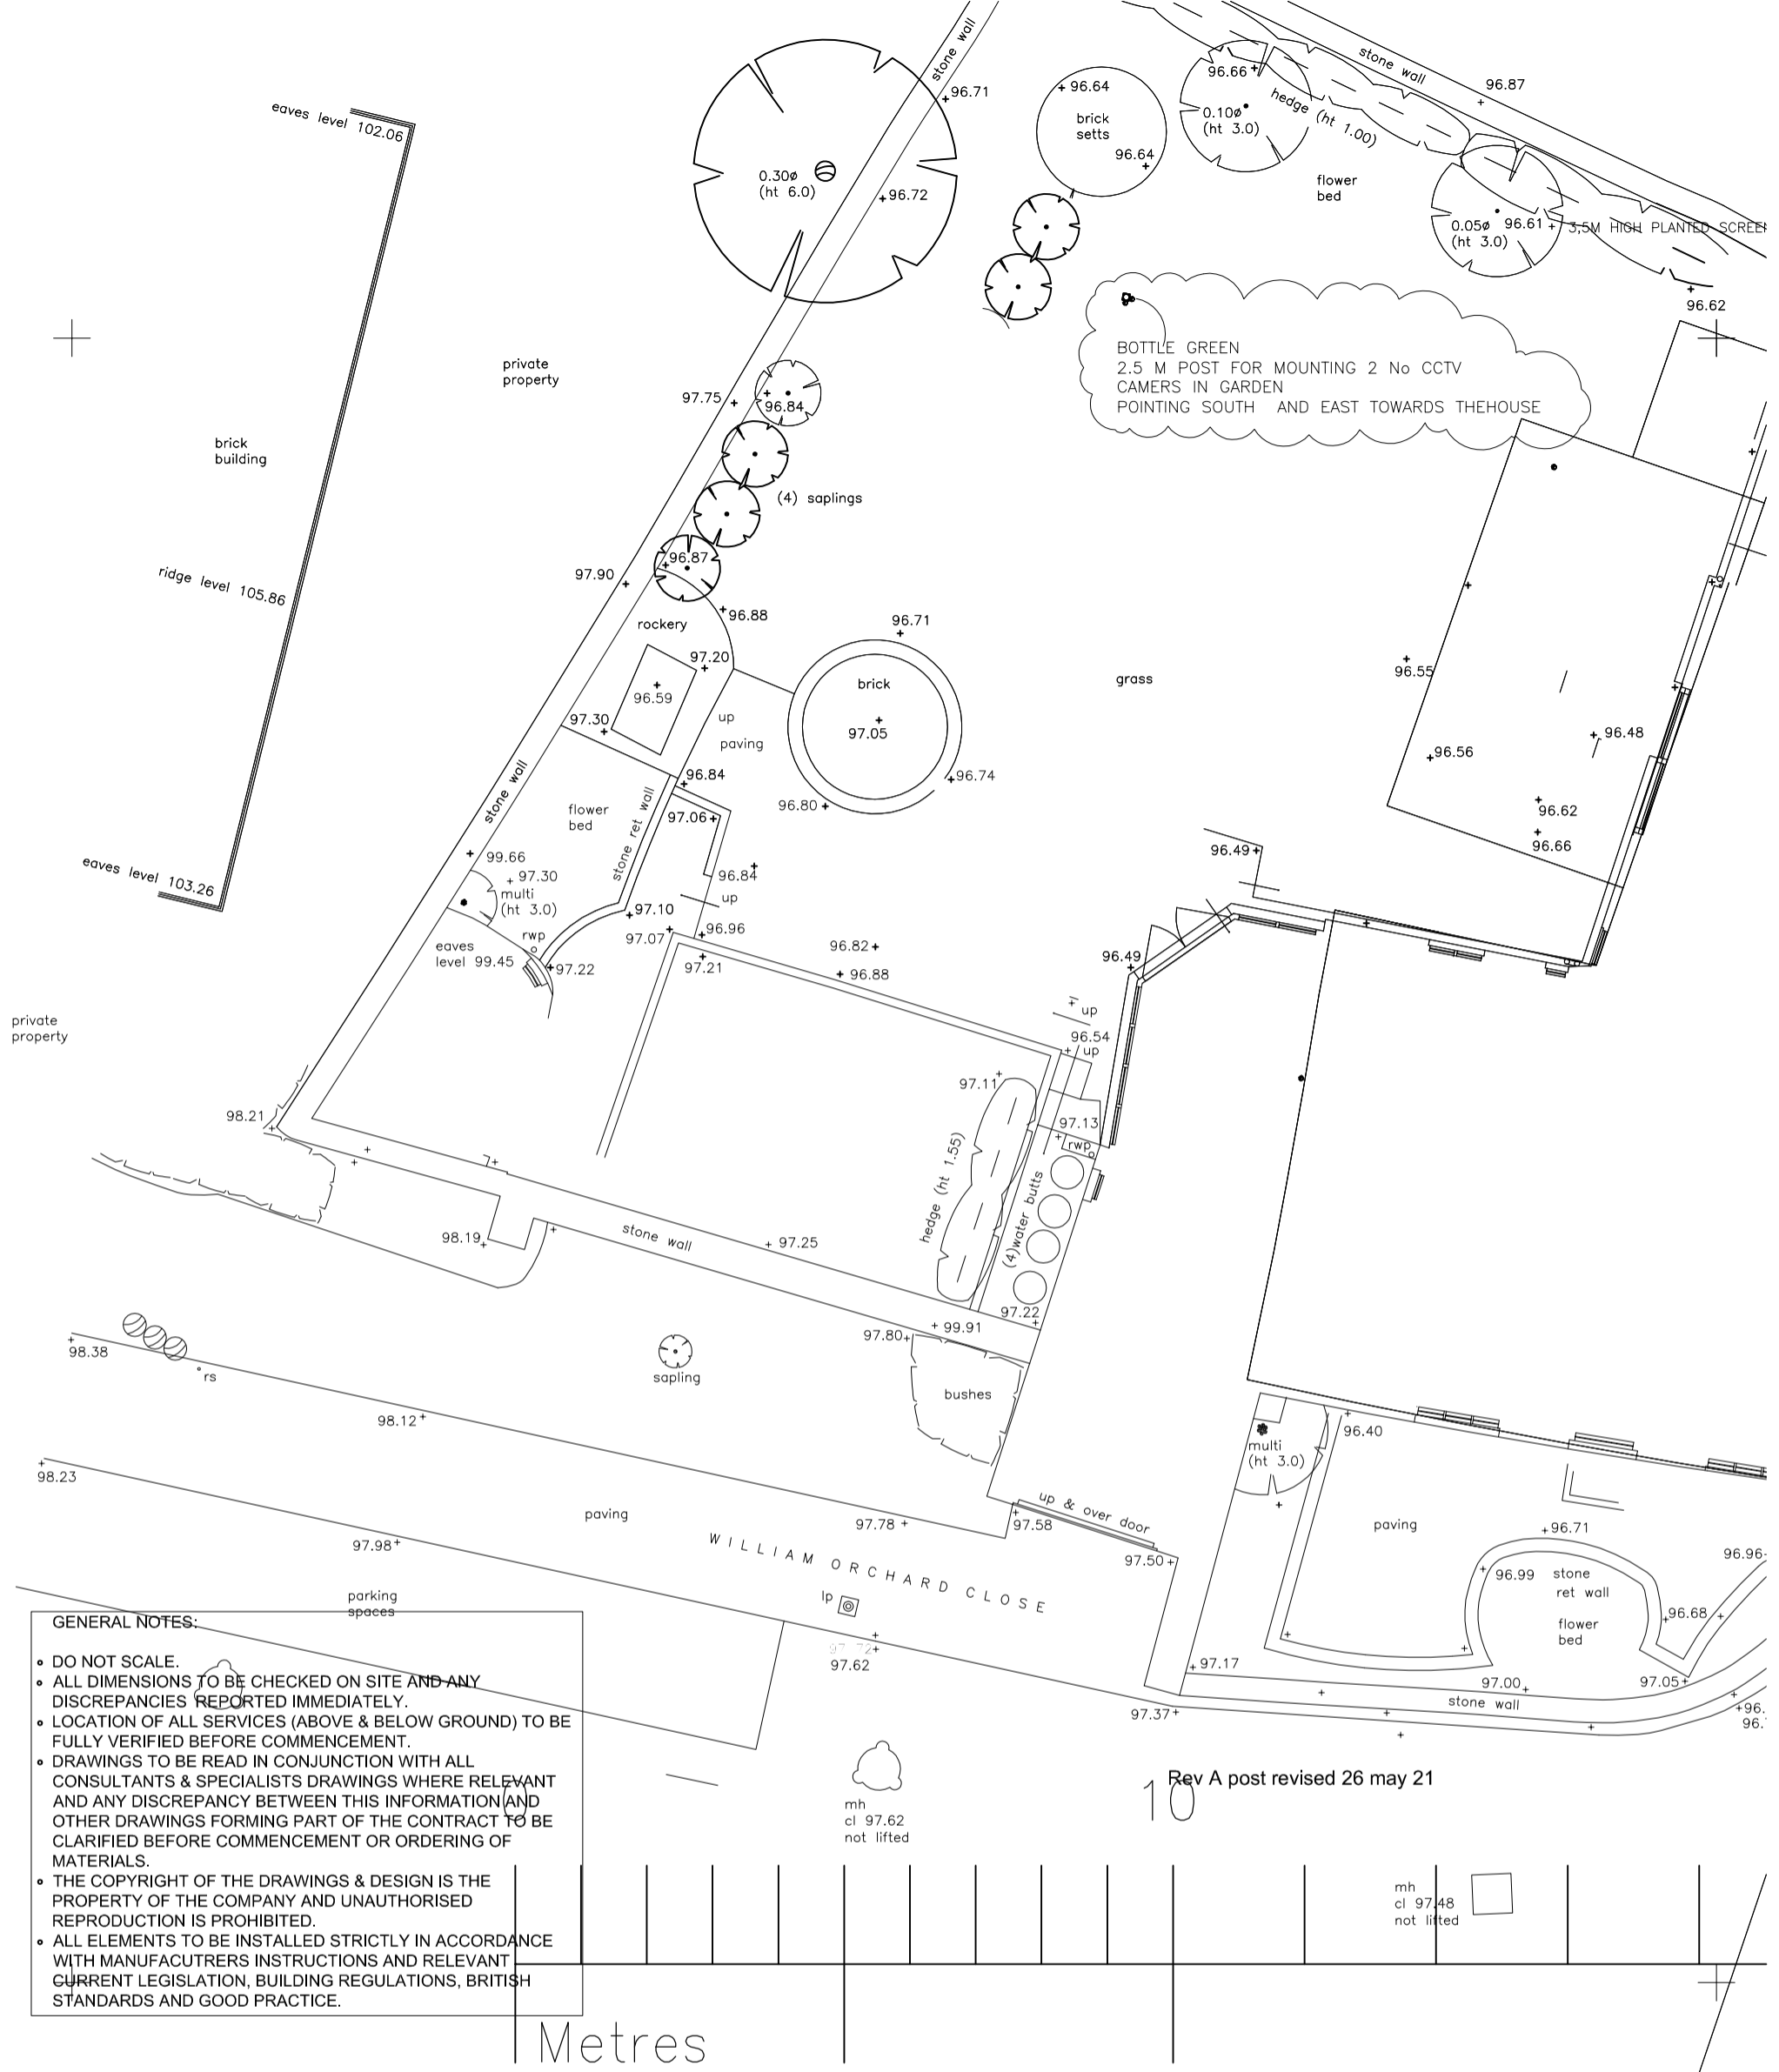 stone wall
stone wall
96.66
96.64
96.87
96.71
eaves level 102.06
brick
setts
0.10ø
(ht 3.0)
hedge (ht 1.00)
96.64
0.30ø
(ht 6.0)
96.72
flower
bed
0.05ø
(ht 3.0)
96.61
3,5M HIGH PLANTED SCREEN
96.62
BOTTLE GREEN
2.5 M POST FOR MOUNTING 2 No CCTV
CAMERS IN GARDEN
POINTING SOUTH AND EAST TOWARDS THEHOUSE
private
property
97.75
96.84
brick
building
(4) saplings
96.87
97.90
ridge level 105.86
96.88
rockery
96.71
97.20
96.55
grass
brick
96.59
97.30
up
97.05
96.48
paving
96.56
96.84
96.74
stone wall
flower
bed
stone ret wall
97.06
96.80
96.62
96.66
96.49
99.66
97.30
eaves level 103.26
multi
(ht 3.0)
96.84
up
97.10
rwp
97.07
96.96
96.82
eaves
level 99.45
97.22
97.21
96.88
96.49
private
property
up
96.54
up
97.11
98.21
97.13
rwp
hedge (ht 1.55)
(4)water butts
98.19
stone wall
97.25
97.22
99.91
97.80
98.38
rs
sapling
bushes
98.12
96.40
multi
(ht 3.0)
98.23
up & over door
paving
97.78
97.58
paving
96.71
97.98
WILLIAM ORCHARD CLOSE
97.50
96.96
96.99
stone
ret wall
parking
spaces
lp
96.68
flower
bed
97.72
97.62
97.17
97.00
97.05
stone wall
97.37
96.
96.
GENERAL NOTES:
DO NOT SCALE.
ALL DIMENSIONS TO BE CHECKED ON SITE AND ANY
DISCREPANCIES REPORTED IMMEDIATELY.
LOCATION OF ALL SERVICES (ABOVE & BELOW GROUND) TO BE
FULLY VERIFIED BEFORE COMMENCEMENT.
DRAWINGS TO BE READ IN CONJUNCTION WITH ALL
CONSULTANTS & SPECIALISTS DRAWINGS WHERE RELEVANT
AND ANY DISCREPANCY BETWEEN THIS INFORMATION AND
OTHER DRAWINGS FORMING PART OF THE CONTRACT TO BE
CLARIFIED BEFORE COMMENCEMENT OR ORDERING OF
MATERIALS.
THE COPYRIGHT OF THE DRAWINGS & DESIGN IS THE
PROPERTY OF THE COMPANY AND UNAUTHORISED
REPRODUCTION IS PROHIBITED.
ALL ELEMENTS TO BE INSTALLED STRICTLY IN ACCORDANCE
WITH MANUFACUTRERS INSTRUCTIONS AND RELEVANT
CURRENT LEGISLATION, BUILDING REGULATIONS, BRITISH
STANDARDS AND GOOD PRACTICE.
Rev A post revised 26 may 21
0
10
mh
cl 97.62
not lifted
mh
cl 97.48
not lifted
Metres